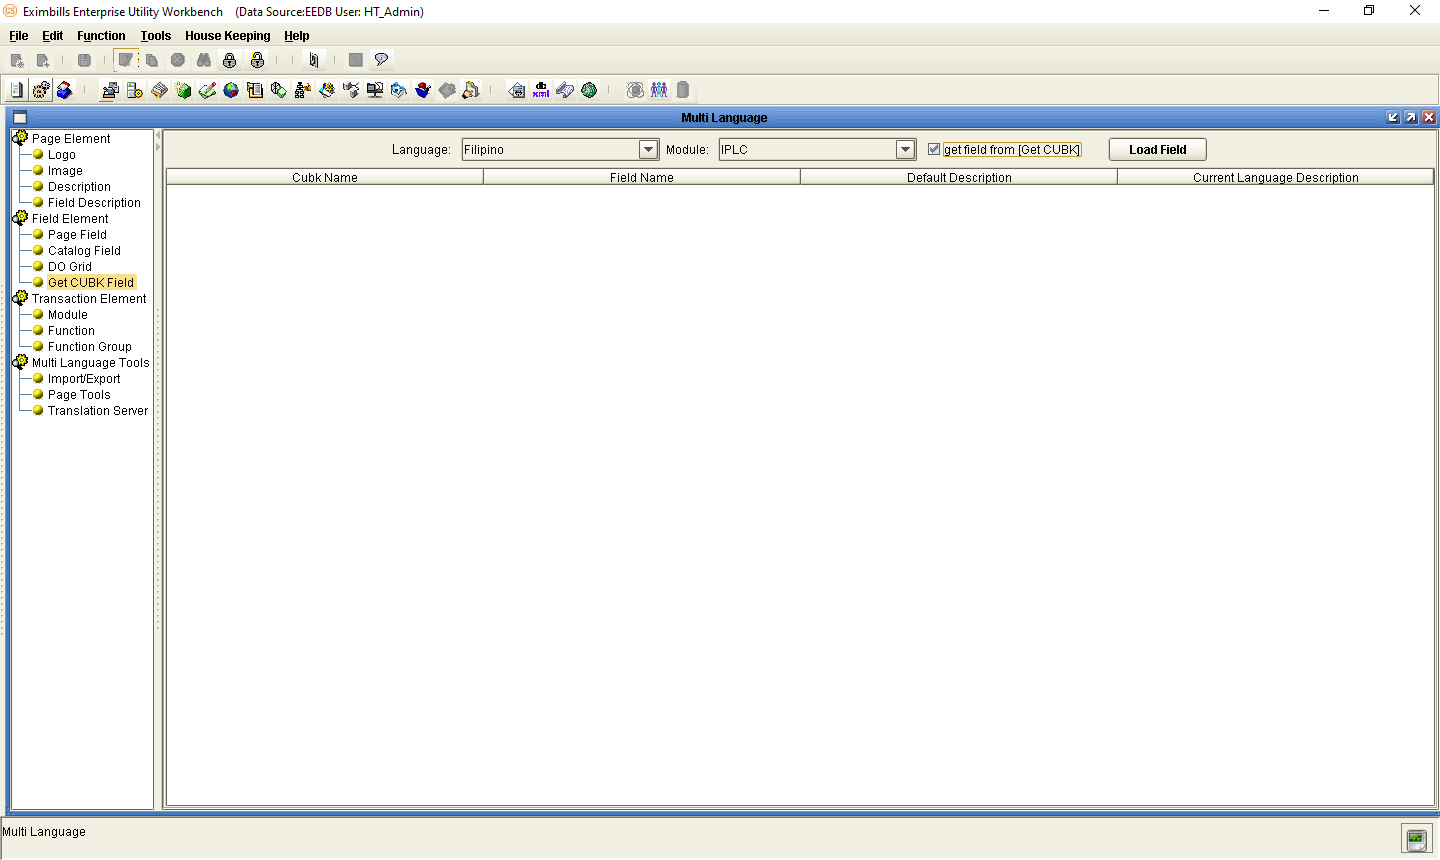 CS Eximbills Enterprise Utility Workbench (Data Source:EEDB User: HT_Admin)
File Edit Function Tools House Keeping Help
db
xml
Multi Language
Page Element
Logo
Image
Description
Field Description
Field Element
Page Field
Catalog Field
DO Grid
Get CUBK Field
Transaction Element
Module
Function
Function Group
Multi Language Tools
Import/Export
Page Tools
Translation Server
Language: Filipino Module: IPLC get field from [Get CUBK] Load Field
Cubk Name Field Name Default Description Current Language Description
Multi Language